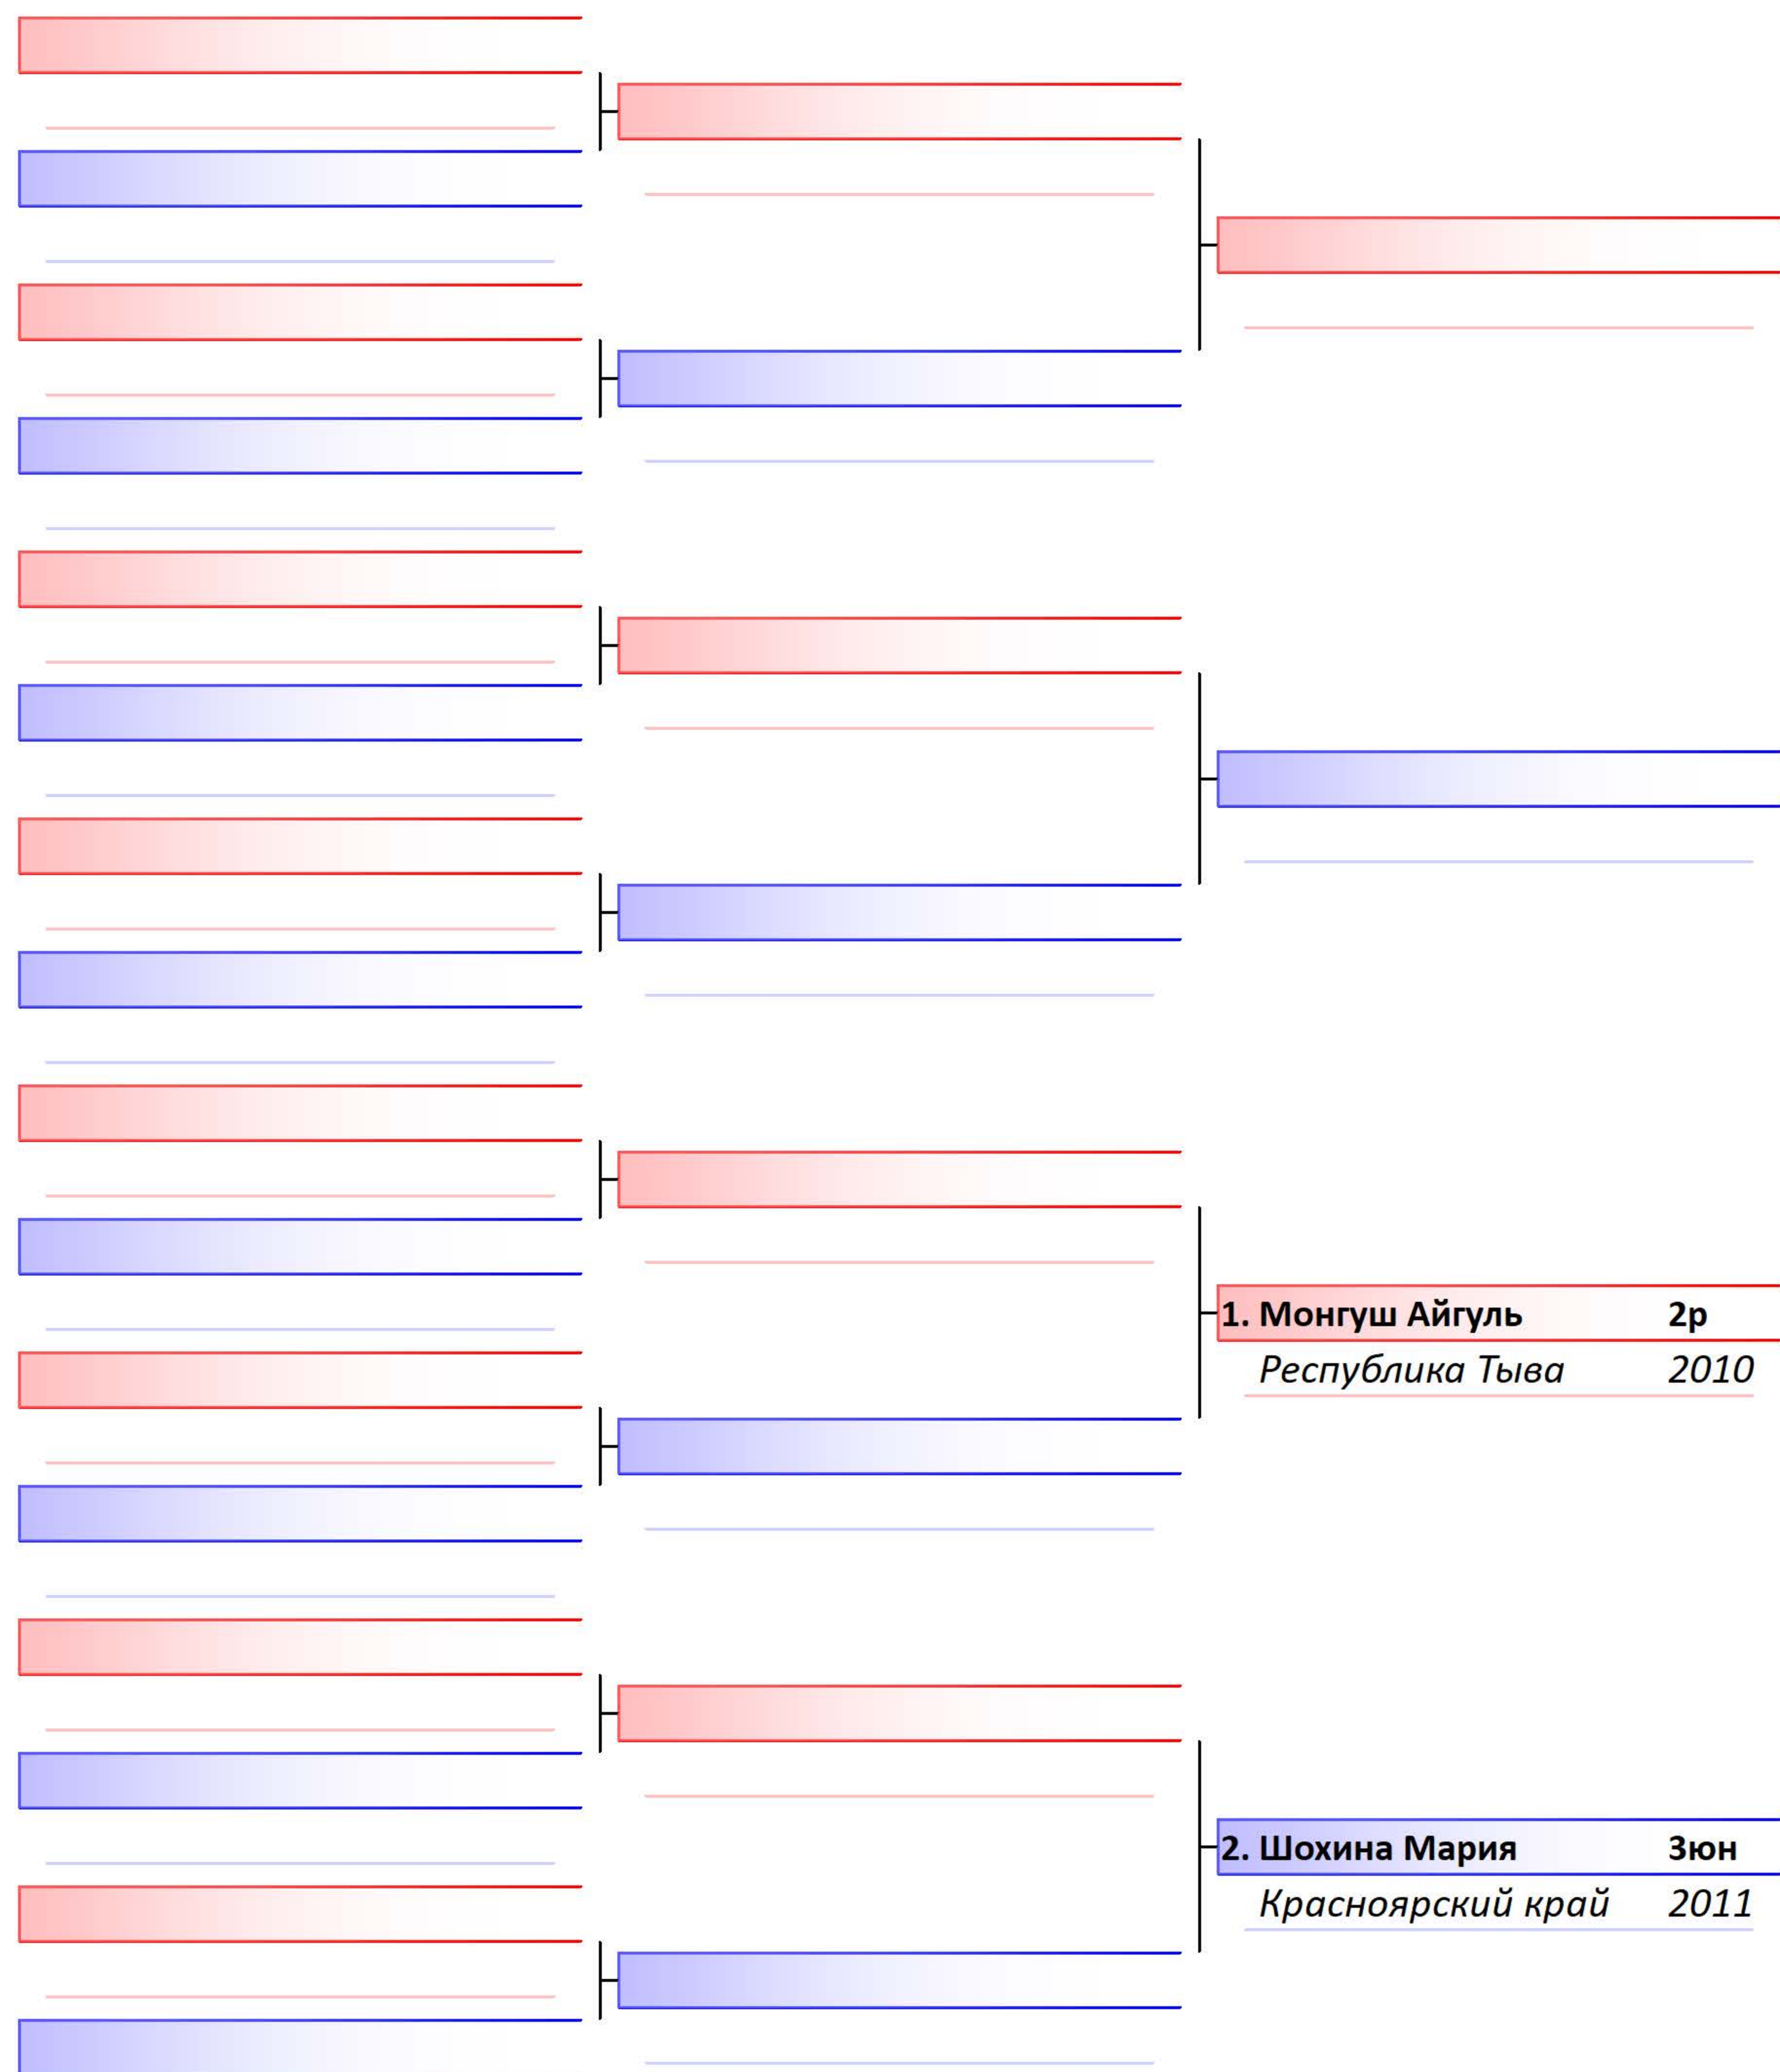 1. Монгуш Айгуль 2р
Республика Тыва 2010
2. Шохина Мария 3юн
Красноярский край 2011